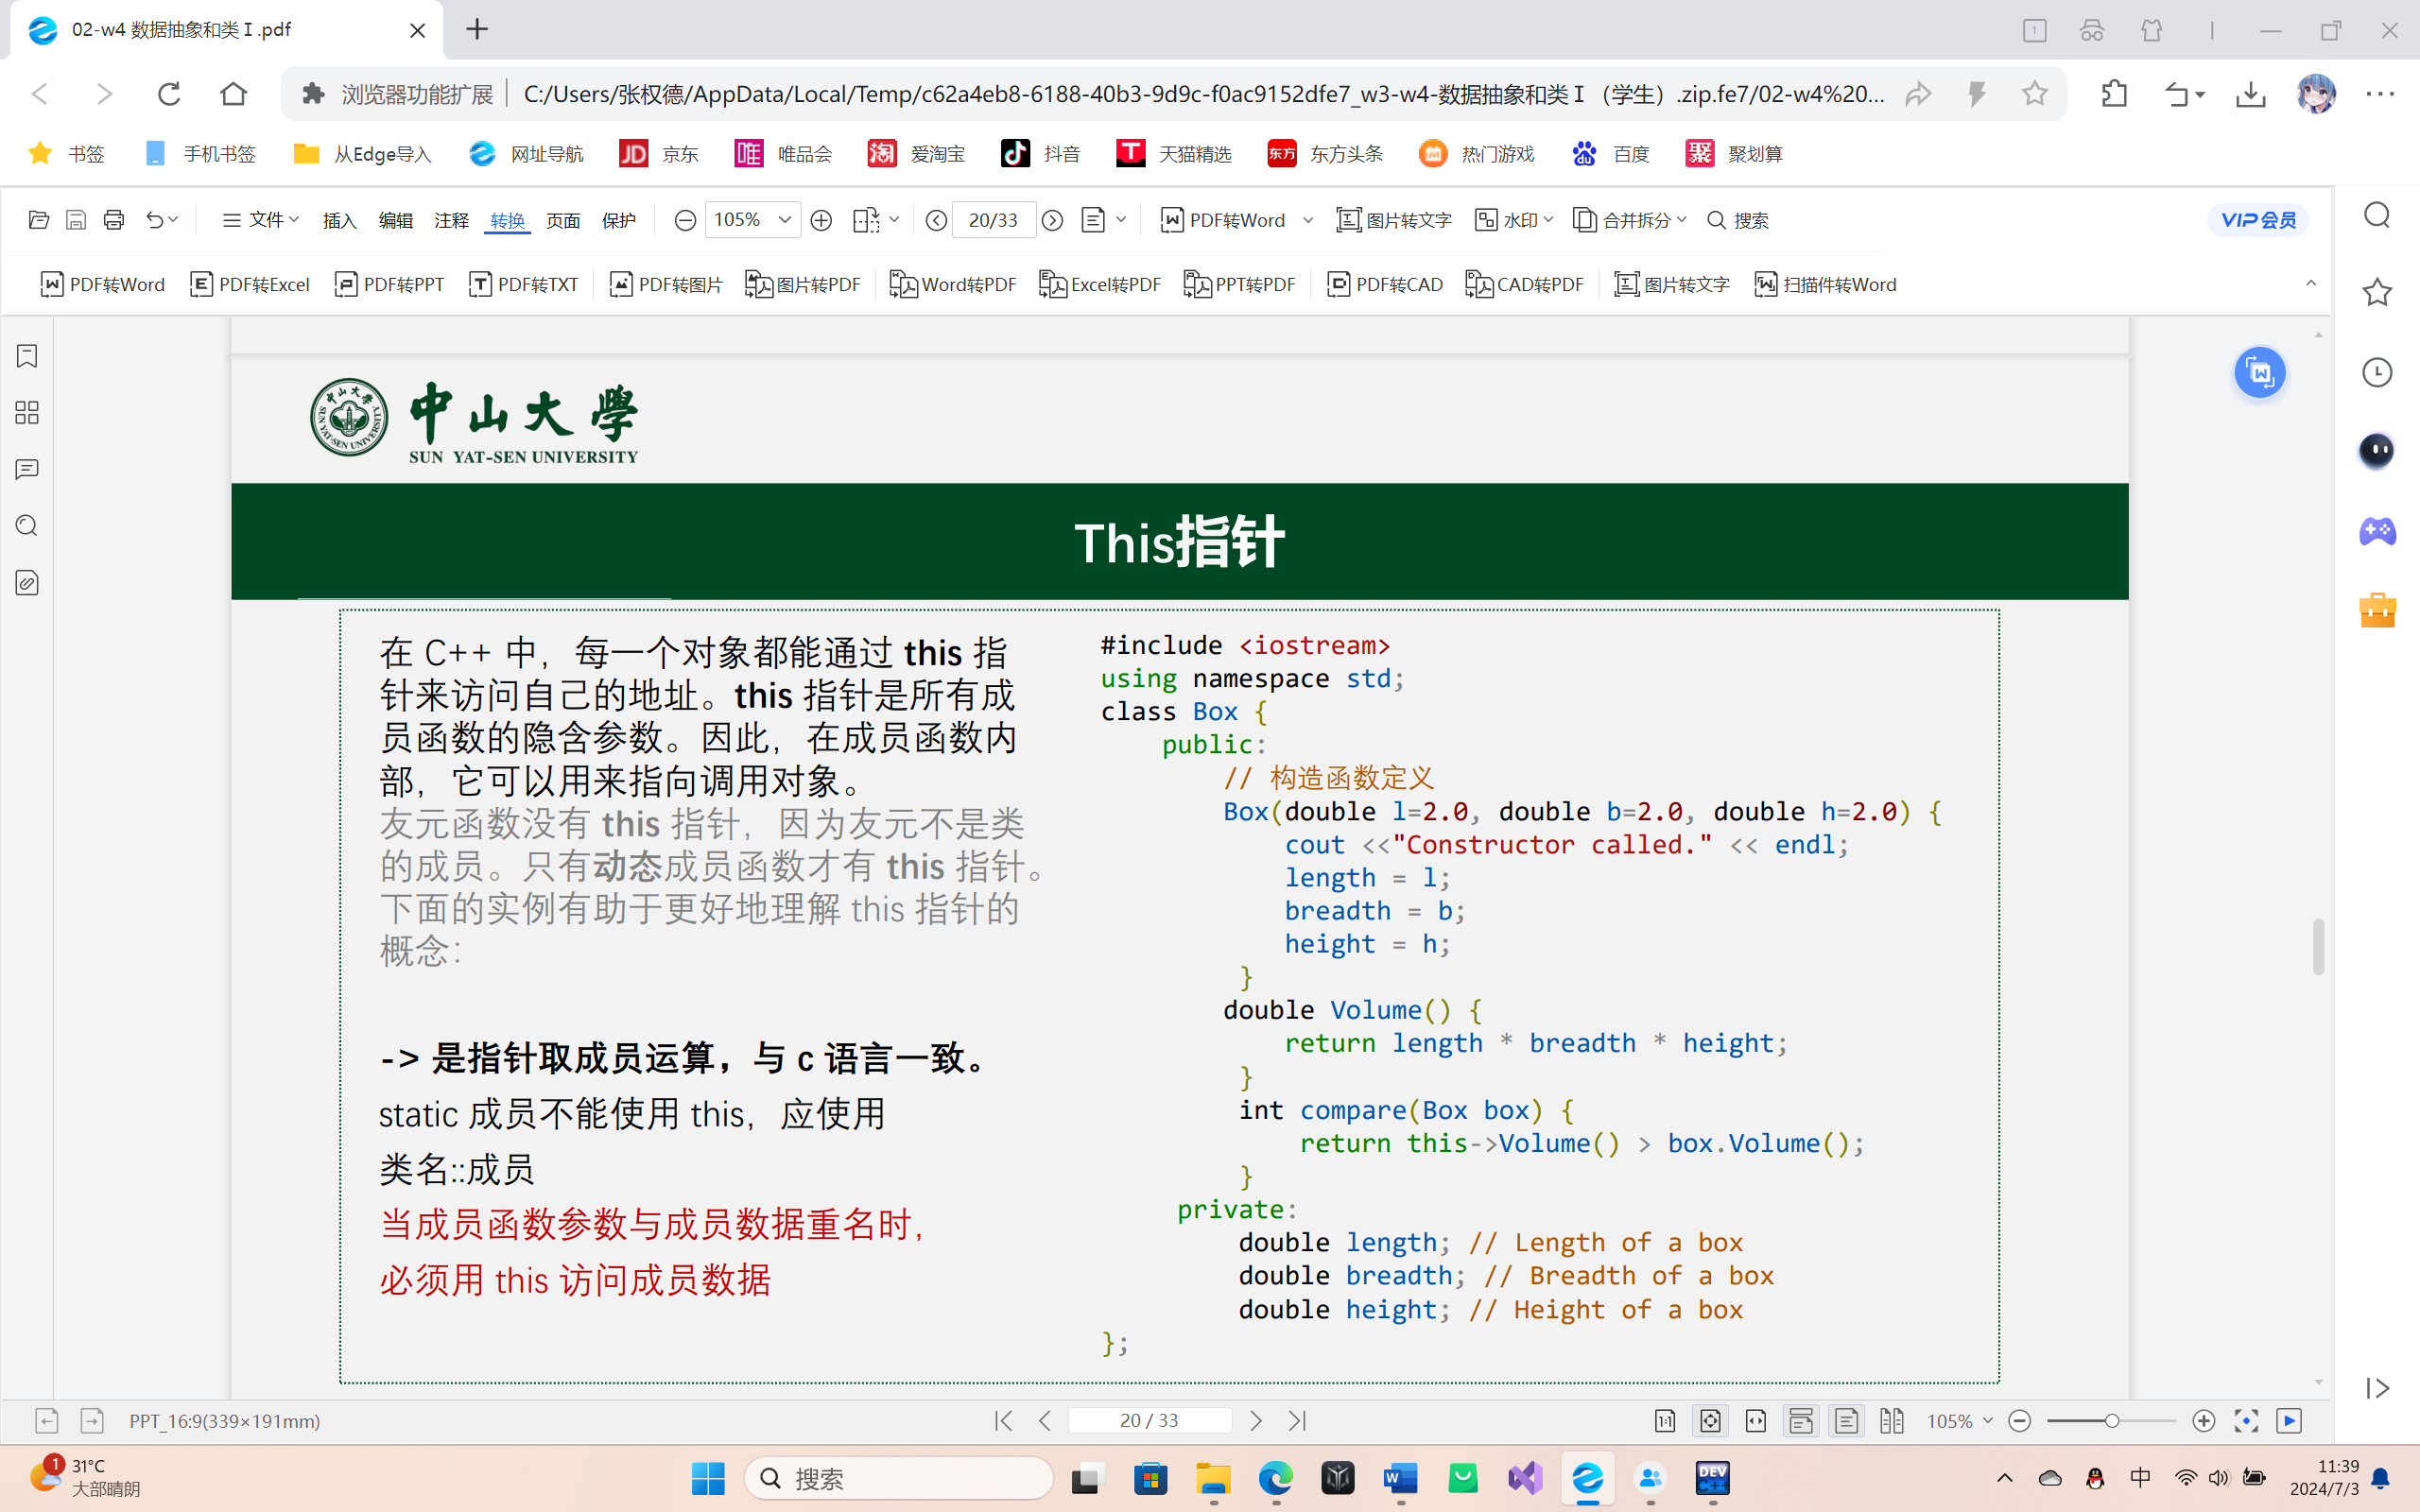 02-w4 数据抽象和类 I .pdf
浏览器功能扩展 C:/Users/张权德/AppData/Local/Temp/c62a4eb8-6188-40b3-9d9c-f0ac9152dfe7_w3-w4-数据抽象和类 I （学生）.zip.fe7/02-w4%20...
书签 手机书签 从Edge导入 网址导航 JD 京东 唯 唯品会 淘 爱淘宝 抖音 T 天猫精选 东方 东方头条 热门游戏 du 百度 聚 聚划算
文件 插入 编辑 注释 转换 页面 保护 105% 20/33 PDF转Word 图片转文字 水印 合并拆分 搜索 VIP 会员
PDF转Word PDF转Excel PDF转PPT PDF转TXT PDF转图片 图片转PDF Word转PDF Excel转PDF PPT转PDF PDF转CAD CAD转PDF 图片转文字 扫描件转Word
中山大學
SUN YAT-SEN UNIVERSITY
This指针
在 C++ 中，每一个对象都能通过 this 指
针来访问自己的地址。this 指针是所有成
员函数的隐含参数。因此，在成员函数内
部，它可以用来指向调用对象。
友元函数没有 this 指针，因为友元不是类
的成员。只有动态成员函数才有 this 指针。
下面的实例有助于更好地理解 this 指针的
概念：
-> 是指针取成员运算，与 c 语言一致。
static 成员不能使用 this，应使用
类名::成员
当成员函数参数与成员数据重名时，
必须用 this 访问成员数据
#include <iostream>
using namespace std;
class Box {
public:
// 构造函数定义
Box(double l=2.0, double b=2.0, double h=2.0) {
cout <<"Constructor called." << endl;
length = l;
breadth = b;
height = h;
}
double Volume() {
return length * breadth * height;
}
int compare(Box box) {
return this->Volume() > box.Volume();
}
private:
double length; // Length of a box
double breadth; // Breadth of a box
double height; // Height of a box
};
PPT_16:9(339×191mm) 20 / 33 105%
1 31°C
大部晴朗
搜索
DEV C++
中
11:39
2024/7/3